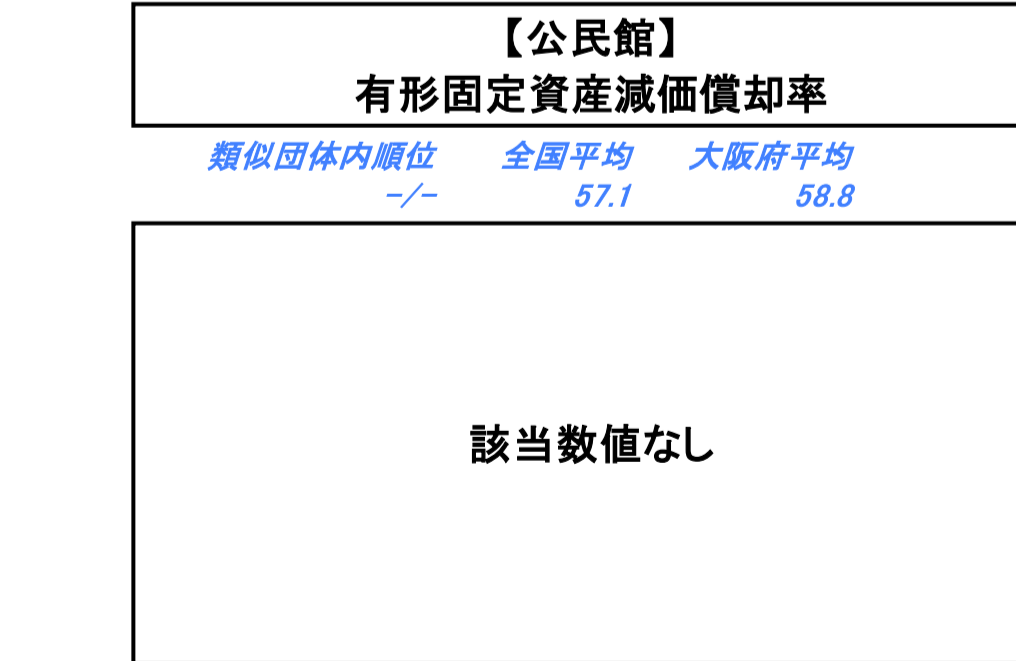 【公民館】
有形固定資産減価償却率
類似団体内順位 全国平均 大阪府平均
-/- 57.1 58.8
該当数値なし